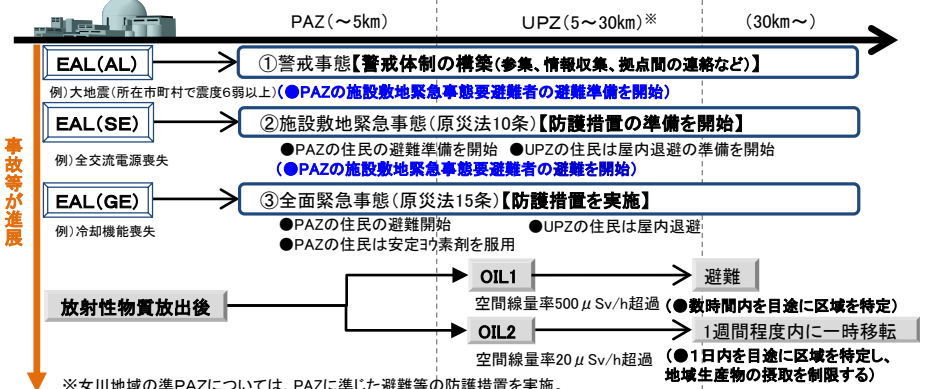 PAZ(～5km) UPZ(5～30km)※ (30km～)
EAL(AL) ①警戒事態【警戒体制の構築(参集、情報収集、拠点間の連絡など)】
例)大地震(所在市町村で震度6弱以上) (●PAZの施設敷地緊急事態要避難者の避難準備を開始)
EAL(SE) ②施設敷地緊急事態(原災法10条)【防護措置の準備を開始】
例)全交流電源喪失 ●PAZの住民の避難準備を開始 ●UPZの住民は屋内退避の準備を開始
(●PAZの施設敷地緊急事態要避難者の避難を開始)
EAL(GE) ③全面緊急事態(原災法15条)【防護措置を実施】
例)冷却機能喪失 ●PAZの住民の避難開始 ●UPZの住民は屋内退避
●PAZの住民は安定ﾖｳ素剤を服用
事故等が進展
放射性物質放出後
OIL1 避難
空間線量率500μSv/h超過 (●数時間内を目途に区域を特定)
OIL2 1週間程度内に一時移転
空間線量率20μSv/h超過 (●1日内を目途に区域を特定し、
地域生産物の摂取を制限する)
※女川地域の準PAZについては、PAZに準じた避難等の防護措置を実施。